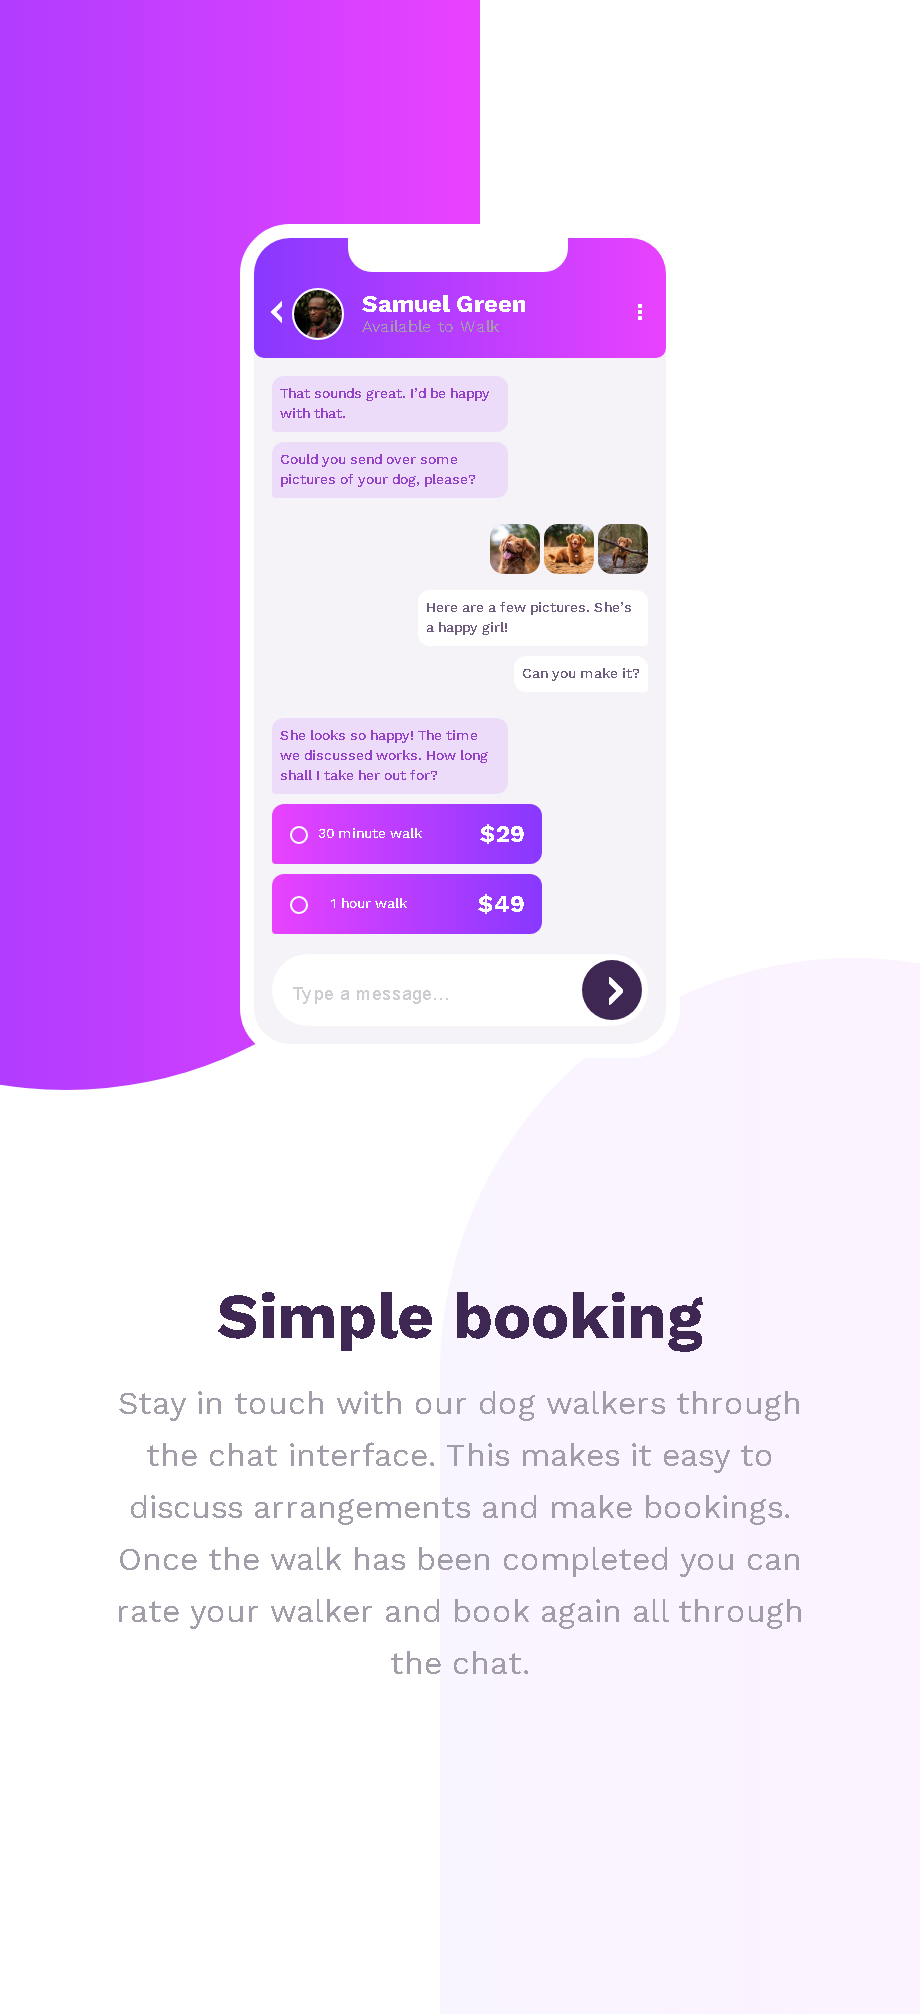 Samuel Green
Available to Walk
That sounds great. I’d be happy
with that.
Could you send over some
pictures of your dog, please?
Here are a few pictures. She’s
a happy girl!
Can you make it?
She looks so happy! The time
we discussed works. How long
shall I take her out for?
30 minute walk $29
1 hour walk $49
Type a message...
Simple booking
Stay in touch with our dog walkers through
the chat interface. This makes it easy to
discuss arrangements and make bookings.
Once the walk has been completed you can
rate your walker and book again all through
the chat.